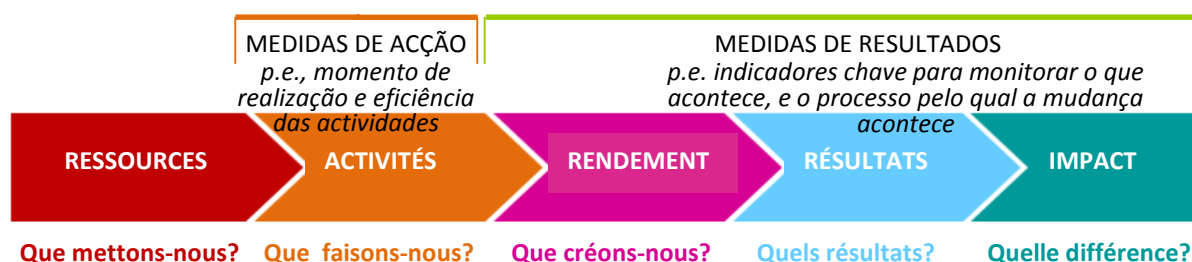 MEDIDAS DE ACÇÃO
p.e., momento de
realização e eficiência
das actividades
MEDIDAS DE RESULTADOS
p.e. indicadores chave para monitorar o que
acontece, e o processo pelo qual a mudança
acontece
RESSOURCES
ACTIVITÉS
RENDEMENT
RÉSULTATS
IMPACT
Que mettons-nous?
Que faisons-nous?
Que créons-nous?
Quels résultats?
Quelle différence?